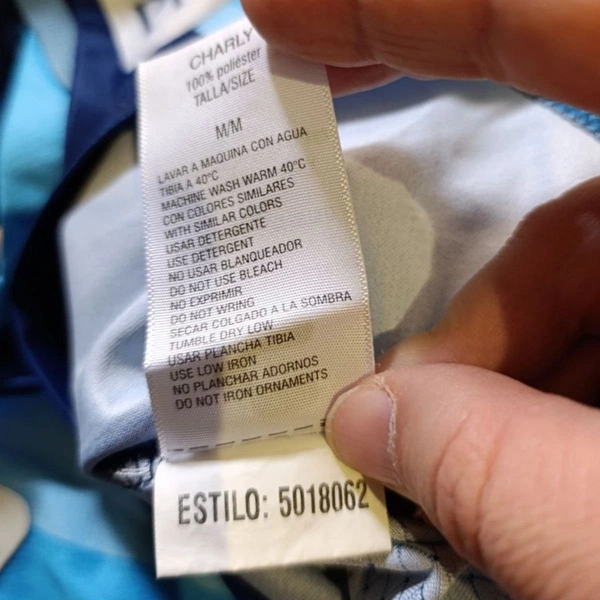 CHARLY
100% poliéster
TALLA/SIZE
M/M
LAVAR A MAQUINA CON AGUA
TIBIA A 40°C
MACHINE WASH WARM 40°C
CON COLORES SIMILARES
WITH SIMILAR COLORS
USAR DETERGENTE
USE DETERGENT
NO USAR BLANQUEADOR
DO NOT USE BLEACH
NO EXPRIMIR
DO NOT WRING
SECAR COLGADO A LA SOMBRA
TUMBLE DRY LOW
USAR PLANCHA TIBIA
USE LOW IRON
NO PLANCHAR ADORNOS
DO NOT IRON ORNAMENTS
ESTILO: 5018062